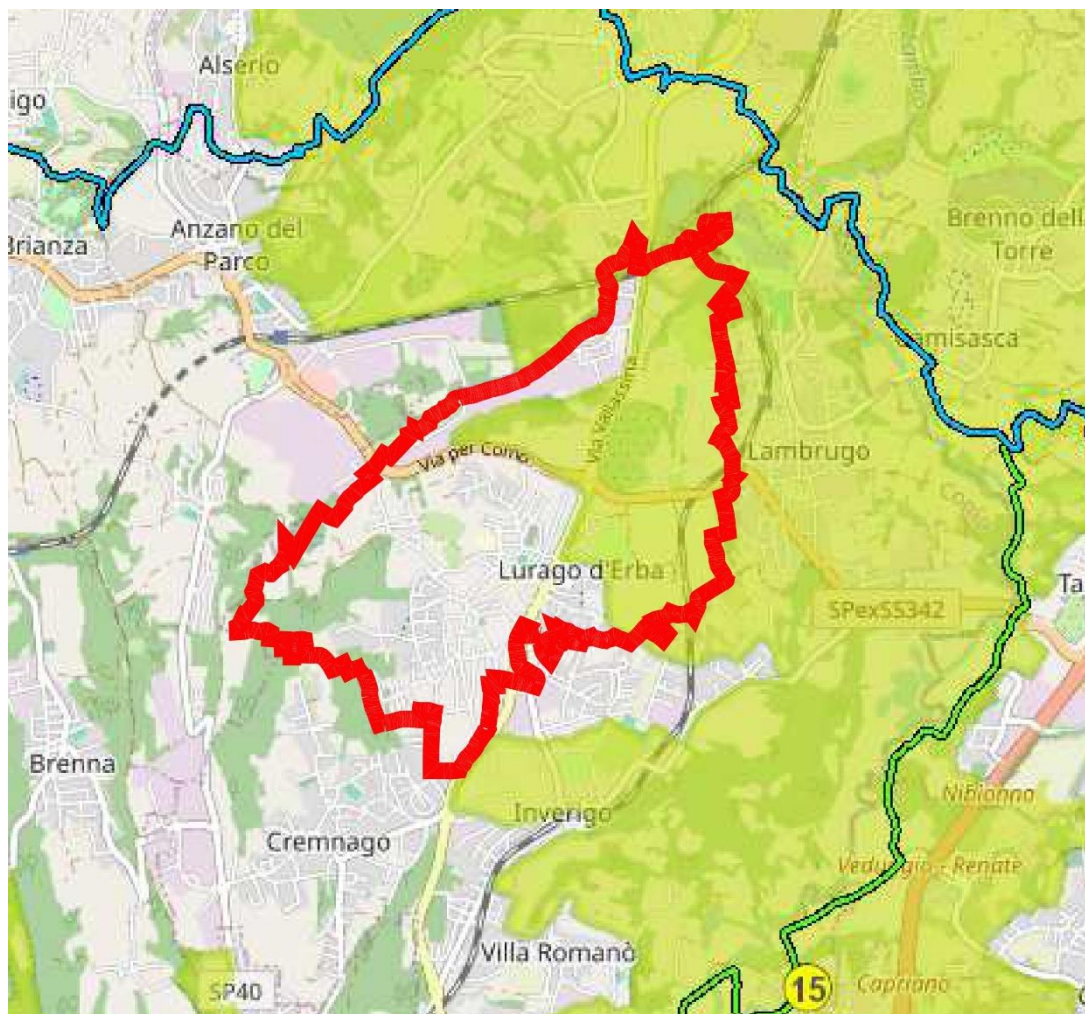 Alserio
igo
Anzano del
Parco
Brianza
Brenno della
Torre
Via Vallassina
Via per Como
Lambrugo
Lurago d'Erba
SPexSS342
Ta
Brenna
Nibionno
Inverigo
Cremnago
Veduggio - Renate
Villa Romanò
SP40
15
Capriano